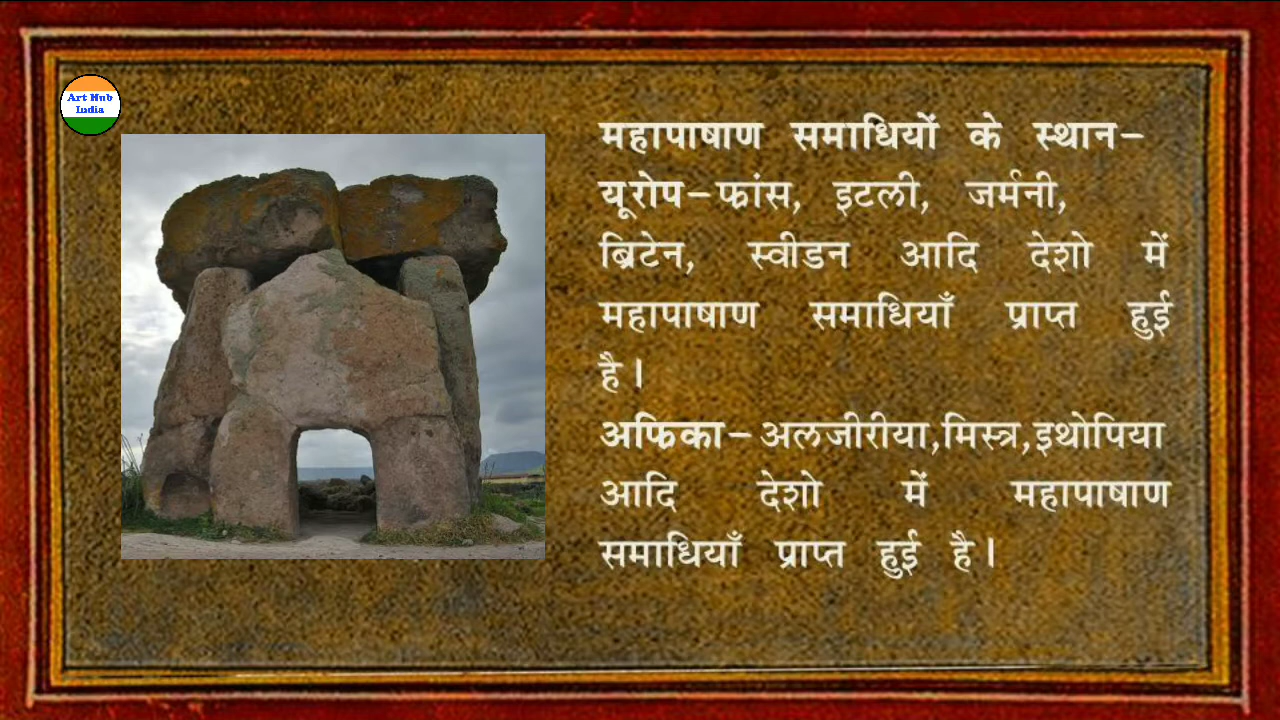 Art Hub
India
महापाषाण समाधियों के स्थान–
यूरोप–फ्रांस, इटली, जर्मनी,
ब्रिटेन, स्वीडन आदि देशो में
महापाषाण समाधियाँ प्राप्त हुई
है।
अफ्रिका–अलजीरीया,मिस्त्र,इथोपिया
आदि देशो में महापाषाण
समाधियाँ प्राप्त हुई है।